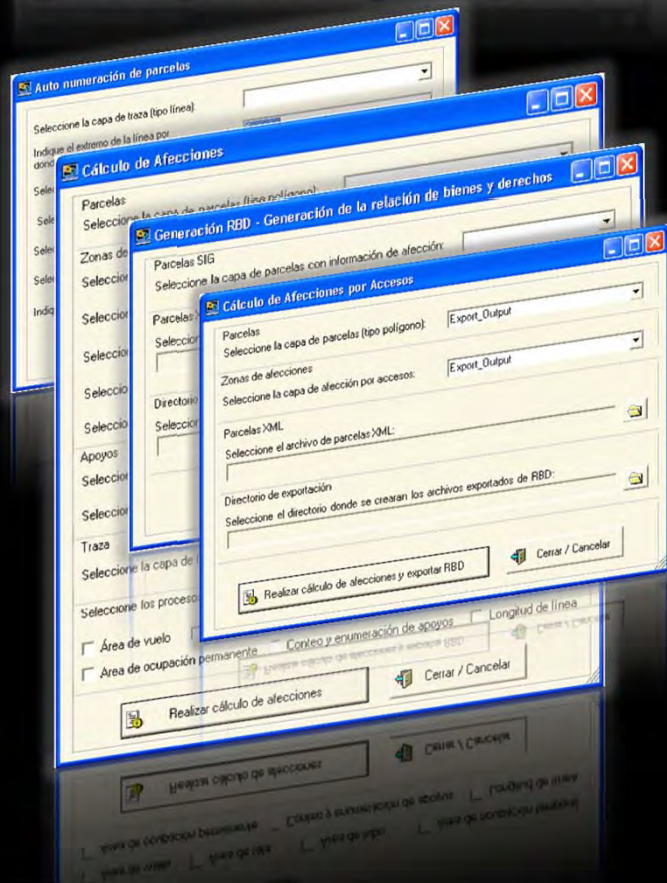 Auto numeración de parcelas
Seleccione la capa de traza (tipo línea):
Indique el extremo de la línea por
Cálculo de Afecciones
Parcelas
Seleccione la capa de parcelas (tipo polígono):
Zonas de
Generación RBD - Generación de la relación de bienes y derechos
Parcelas SIG
Seleccione la capa de parcelas con información de afección:
Parcelas
Directorio
Cálculo de Afecciones por Accesos
Parcelas
Seleccione la capa de parcelas (tipo polígono):
Export_Output
Zonas de afecciones
Seleccione la capa de afección por accesos:
Export_Output
Parcelas XML
Seleccione el archivo de parcelas XML:
Directorio de exportación
Seleccione el directorio donde se crearan los archivos exportados de RBD:
Realizar cálculo de afecciones y exportar RBD
Cerrar / Cancelar
Apoyos
Traza
Seleccione la capa de
Seleccione los
Área de vuelo
Conteo y enumeración de apoyos
Longitud de línea
Área de ocupación permanente
Realizar cálculo de afecciones
Cerrar / Cancelar